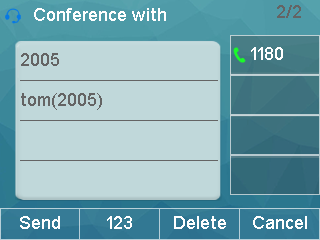 Conference with
2/2
2005
1180
tom(2005)
Send
123
Delete
Cancel